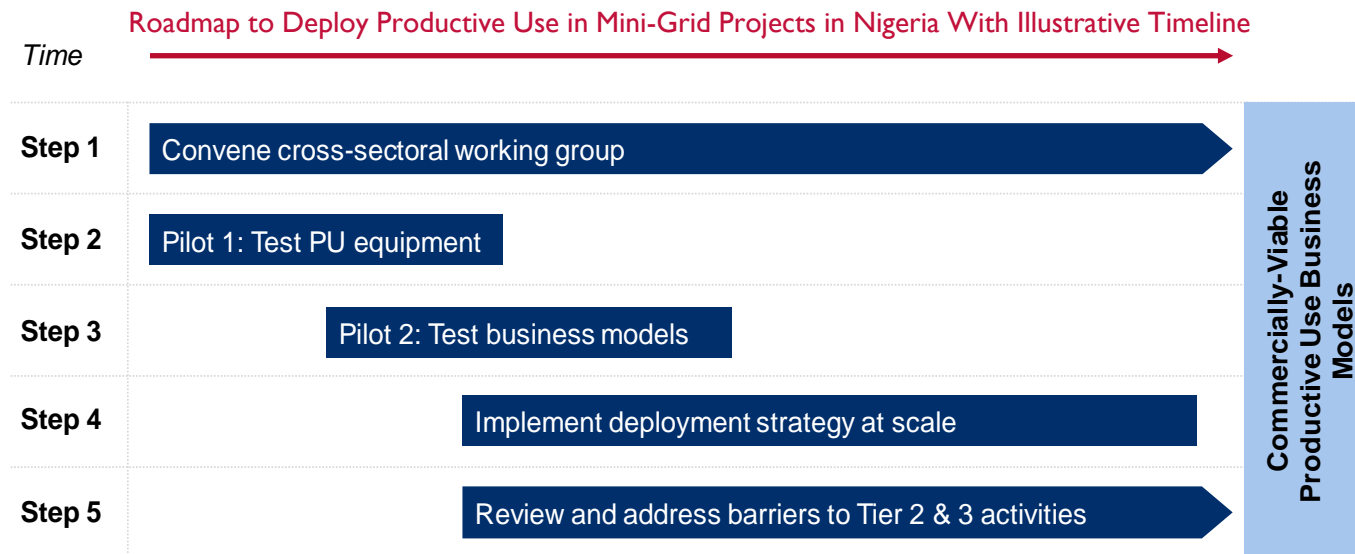 Roadmap to Deploy Productive Use in Mini-Grid Projects in Nigeria With Illustrative Timeline
Time
Step 1
Convene cross-sectoral working group
Step 2
Pilot 1: Test PU equipment
Step 3
Pilot 2: Test business models
Step 4
Implement deployment strategy at scale
Step 5
Review and address barriers to Tier 2 & 3 activities
Commercially-Viable
Productive Use Business
Models